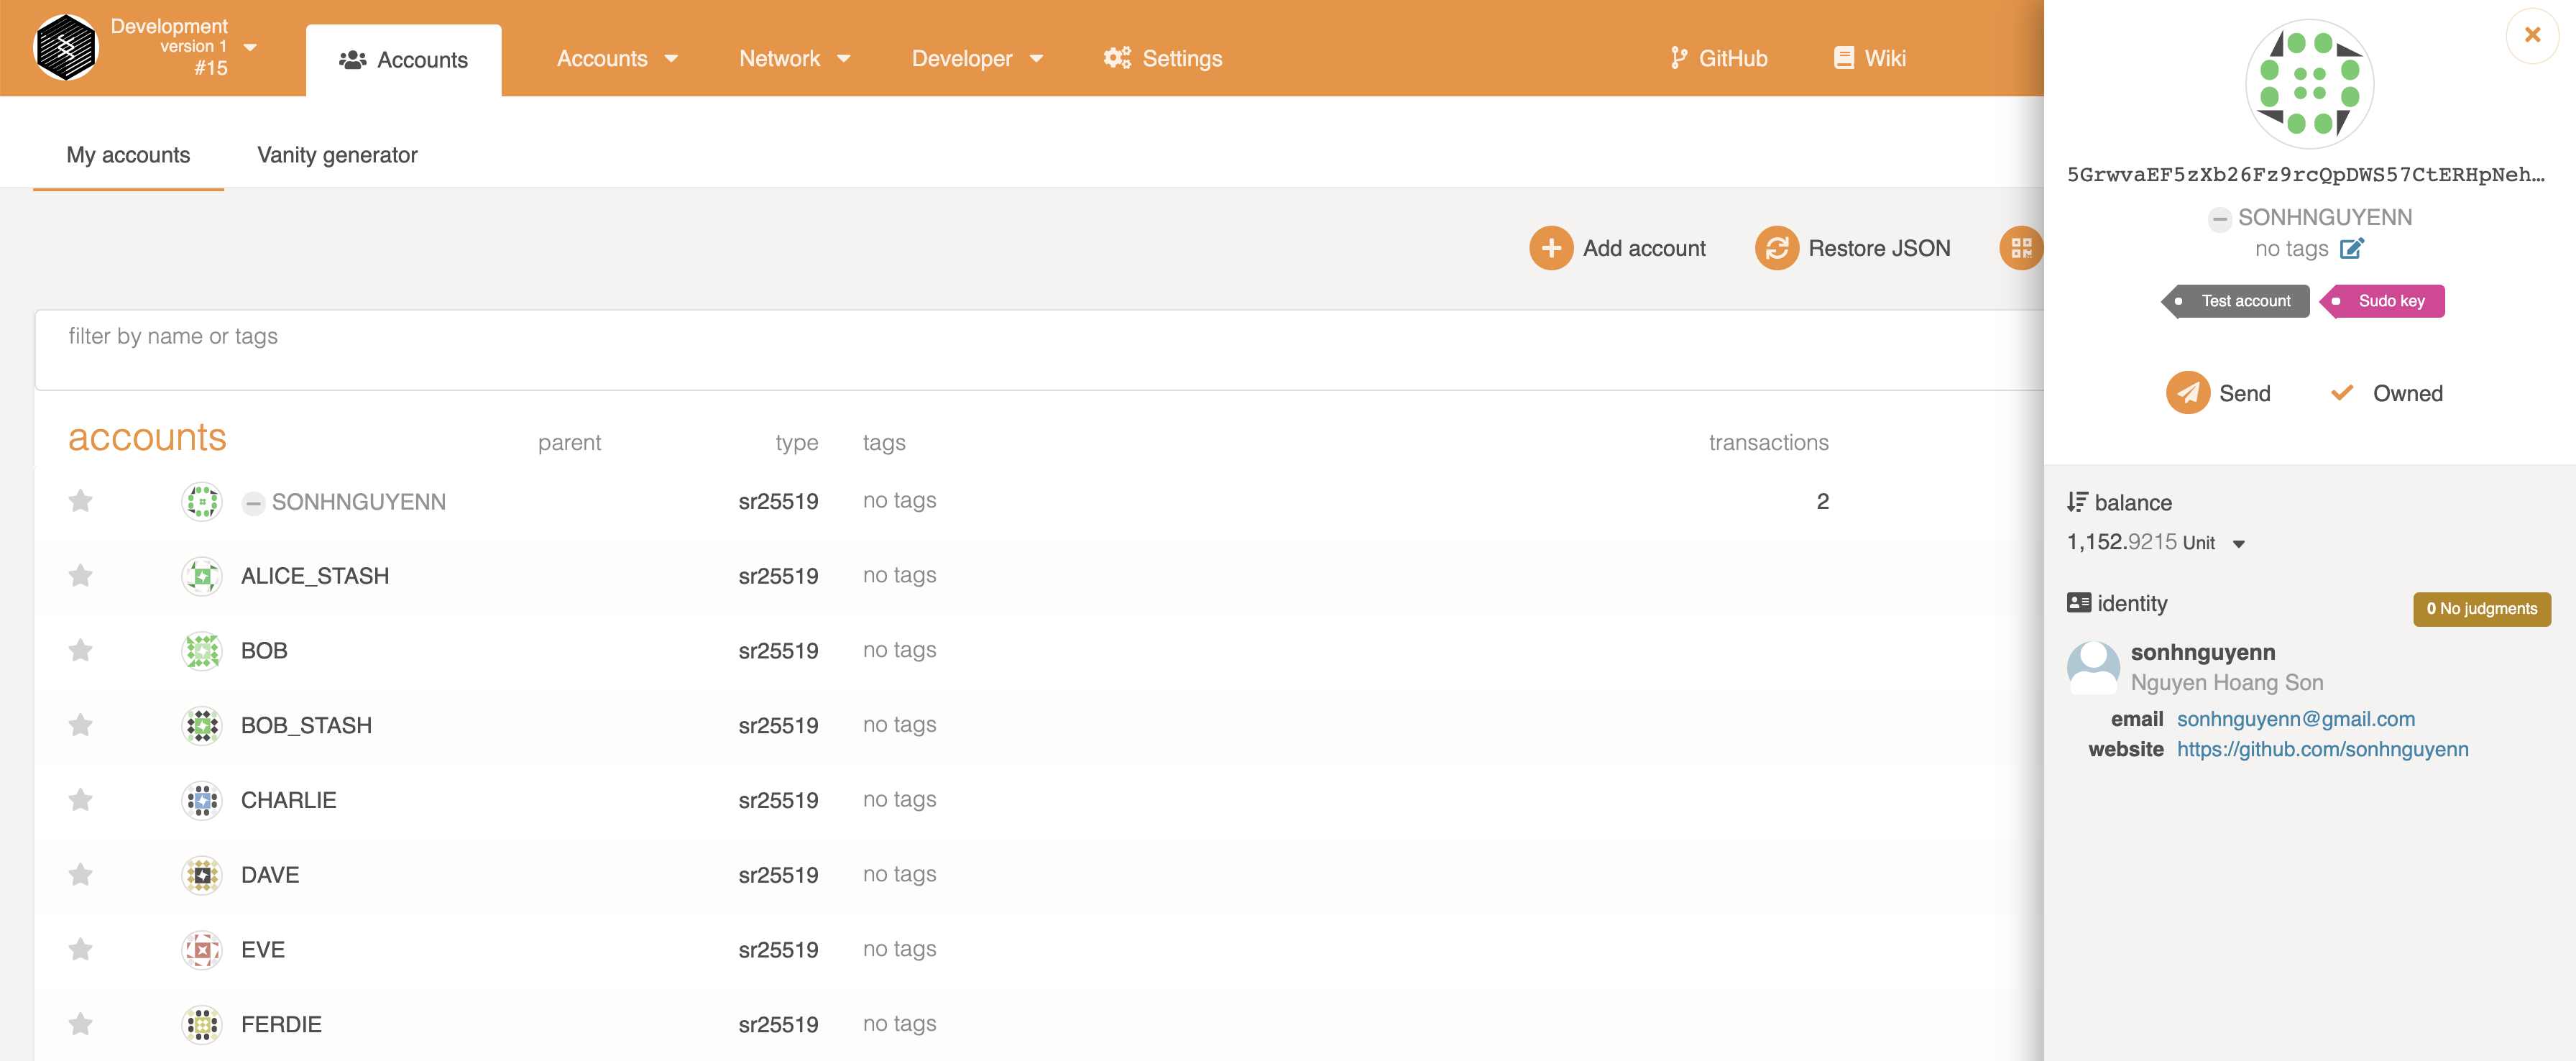 Development
version 1
#15
Accounts
Accounts
Network
Developer
Settings
GitHub
Wiki
My accounts
Vanity generator
Add account
Restore JSON
filter by name or tags
accounts parent type tags transactions
SONHNGUYENN sr25519 no tags 2
ALICE_STASH sr25519 no tags
BOB sr25519 no tags
BOB_STASH sr25519 no tags
CHARLIE sr25519 no tags
DAVE sr25519 no tags
EVE sr25519 no tags
FERDIE sr25519 no tags
5GrwvaEF5zXb26Fz9rcQpDWS57CtERHpNeh…
SONHNGUYENN
no tags
Test account Sudo key
Send Owned
balance
1,152.9215 Unit
identity
0 No judgments
sonhnguyenn
Nguyen Hoang Son
email sonhnguyenn@gmail.com
website https://github.com/sonhnguyenn